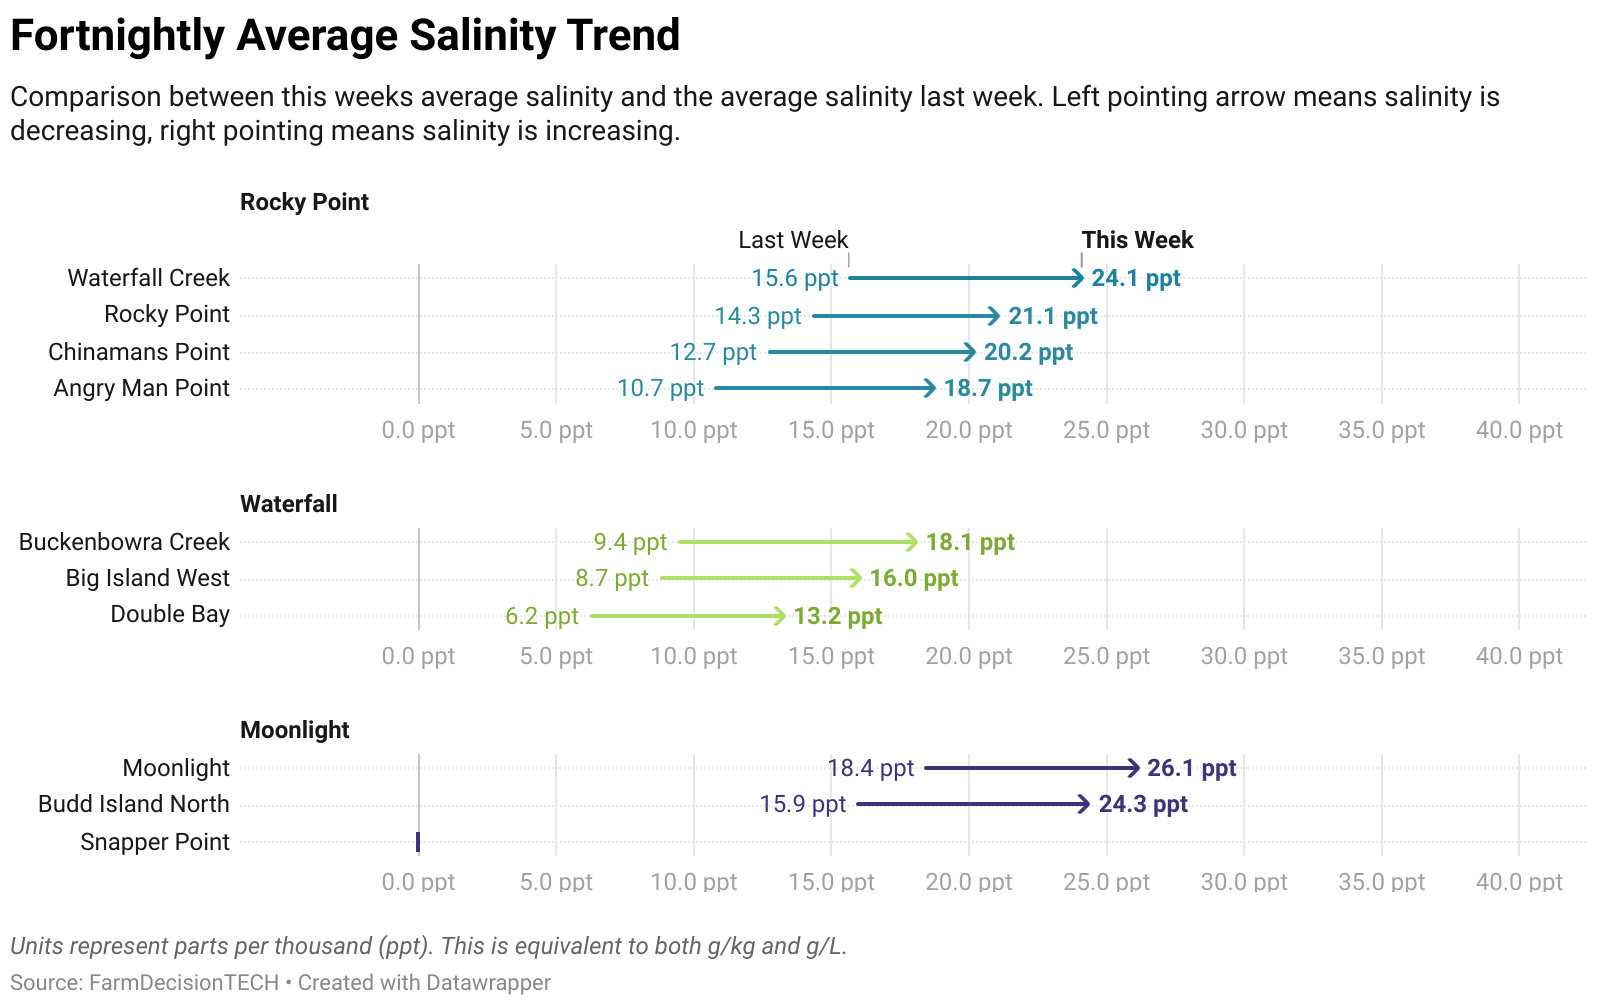 Fortnightly Average Salinity Trend
Comparison between this weeks average salinity and the average salinity last week. Left pointing arrow means salinity is
decreasing, right pointing means salinity is increasing.
Rocky Point
Last Week This Week
Waterfall Creek 15.6 ppt 24.1 ppt
Rocky Point 14.3 ppt 21.1 ppt
Chinamans Point 12.7 ppt 20.2 ppt
Angry Man Point 10.7 ppt 18.7 ppt
0.0 ppt 5.0 ppt 10.0 ppt 15.0 ppt 20.0 ppt 25.0 ppt 30.0 ppt 35.0 ppt 40.0 ppt
Waterfall
Buckenbowra Creek 9.4 ppt 18.1 ppt
Big Island West 8.7 ppt 16.0 ppt
Double Bay 6.2 ppt 13.2 ppt
0.0 ppt 5.0 ppt 10.0 ppt 15.0 ppt 20.0 ppt 25.0 ppt 30.0 ppt 35.0 ppt 40.0 ppt
Moonlight
Moonlight 18.4 ppt 26.1 ppt
Budd Island North 15.9 ppt 24.3 ppt
Snapper Point
0.0 ppt 5.0 ppt 10.0 ppt 15.0 ppt 20.0 ppt 25.0 ppt 30.0 ppt 35.0 ppt 40.0 ppt
Units represent parts per thousand (ppt). This is equivalent to both g/kg and g/L.
Source: FarmDecisionTECH • Created with Datawrapper